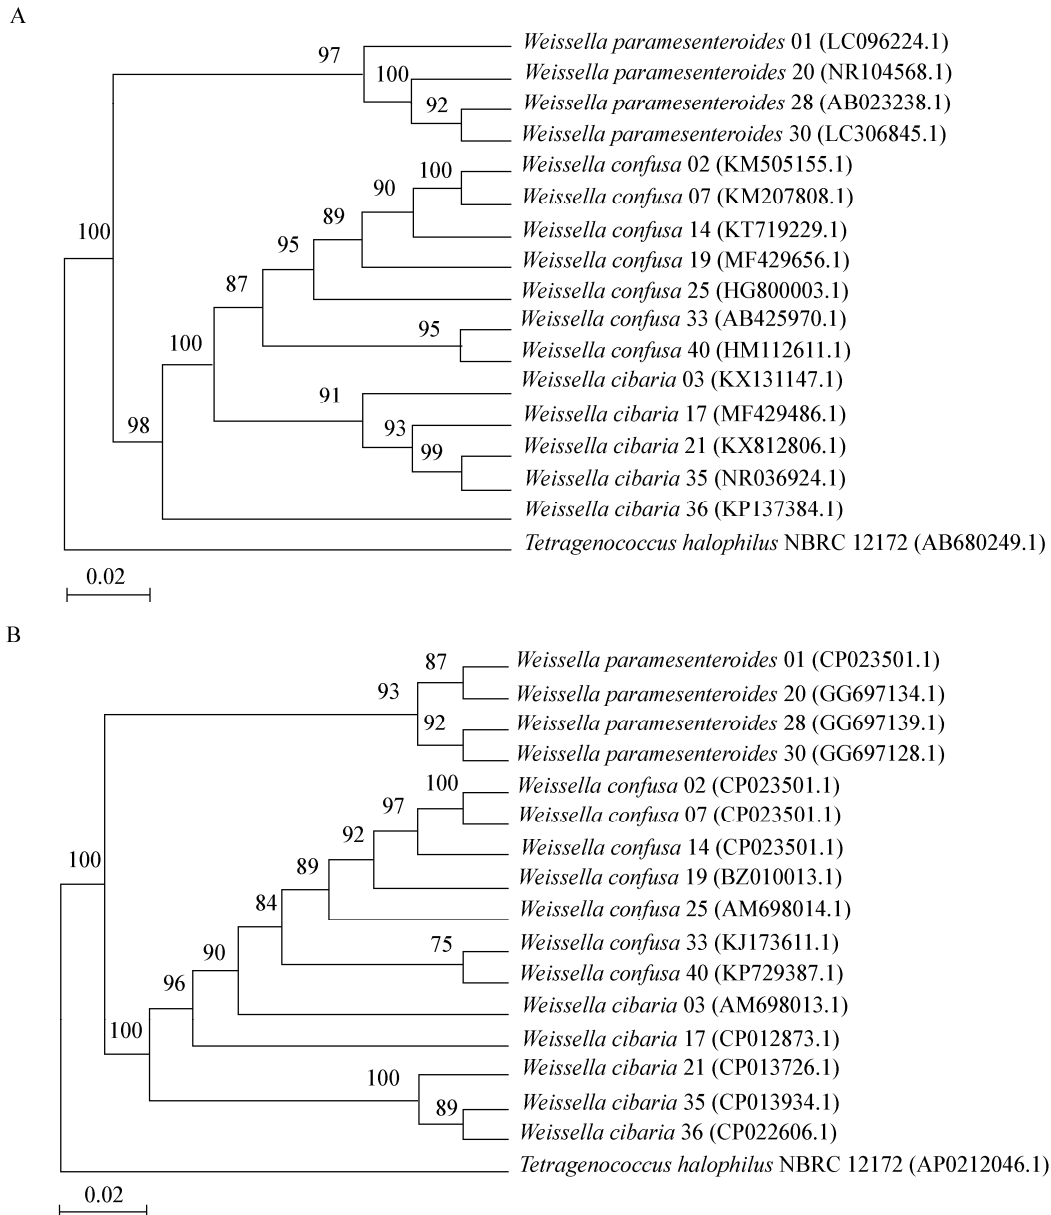 A
97
Weissella paramesenteroides 01 (LC096224.1)
100
Weissella paramesenteroides 20 (NR104568.1)
92
Weissella paramesenteroides 28 (AB023238.1)
Weissella paramesenteroides 30 (LC306845.1)
100
Weissella confusa 02 (KM505155.1)
90
Weissella confusa 07 (KM207808.1)
89
Weissella confusa 14 (KT719229.1)
100
95
Weissella confusa 19 (MF429656.1)
87
Weissella confusa 25 (HG800003.1)
Weissella confusa 33 (AB425970.1)
95
100
Weissella confusa 40 (HM112611.1)
Weissella cibaria 03 (KX131147.1)
91
Weissella cibaria 17 (MF429486.1)
98
93
Weissella cibaria 21 (KX812806.1)
99
Weissella cibaria 35 (NR036924.1)
Weissella cibaria 36 (KP137384.1)
Tetragenococcus halophilus NBRC 12172 (AB680249.1)
0.02
B
87
Weissella paramesenteroides 01 (CP023501.1)
93
Weissella paramesenteroides 20 (GG697134.1)
92
Weissella paramesenteroides 28 (GG697139.1)
Weissella paramesenteroides 30 (GG697128.1)
100
Weissella confusa 02 (CP023501.1)
97
Weissella confusa 07 (CP023501.1)
92
Weissella confusa 14 (CP023501.1)
100
89
Weissella confusa 19 (BZ010013.1)
84
Weissella confusa 25 (AM698014.1)
75
Weissella confusa 33 (KJ173611.1)
90
Weissella confusa 40 (KP729387.1)
96
Weissella cibaria 03 (AM698013.1)
100
Weissella cibaria 17 (CP012873.1)
Weissella cibaria 21 (CP013726.1)
100
Weissella cibaria 35 (CP013934.1)
89
Weissella cibaria 36 (CP022606.1)
Tetragenococcus halophilus NBRC 12172 (AP0212046.1)
0.02